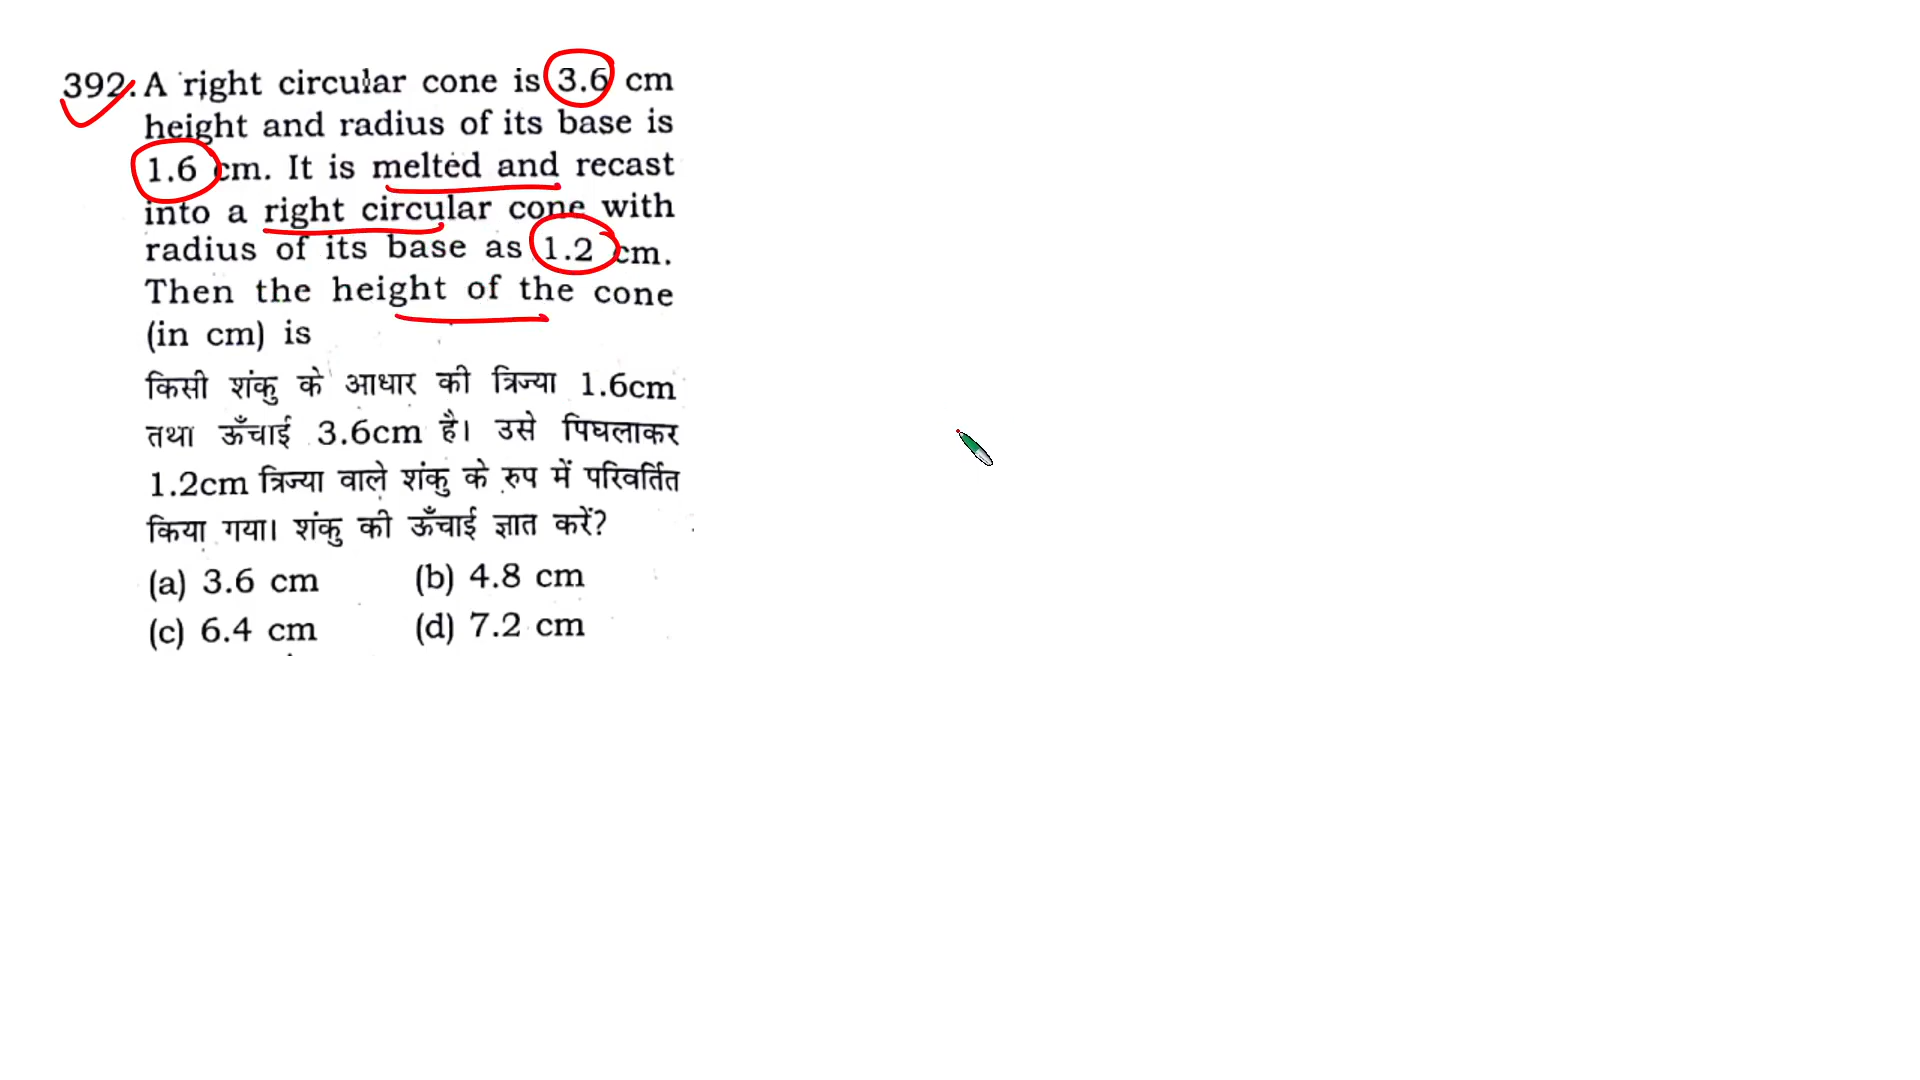 392. A right circular cone is 3.6 cm
height and radius of its base is
1.6 cm. It is melted and recast
into a right circular cone with
radius of its base as 1.2 cm.
Then the height of the cone
(in cm) is
किसी शंकु के आधार की त्रिज्या 1.6cm
तथा ऊँचाई 3.6cm है। उसे पिघलाकर
1.2cm त्रिज्या वाले शंकु के रुप में परिवर्तित
किया गया। शंकु की ऊँचाई ज्ञात करें?
(a) 3.6 cm (b) 4.8 cm
(c) 6.4 cm (d) 7.2 cm